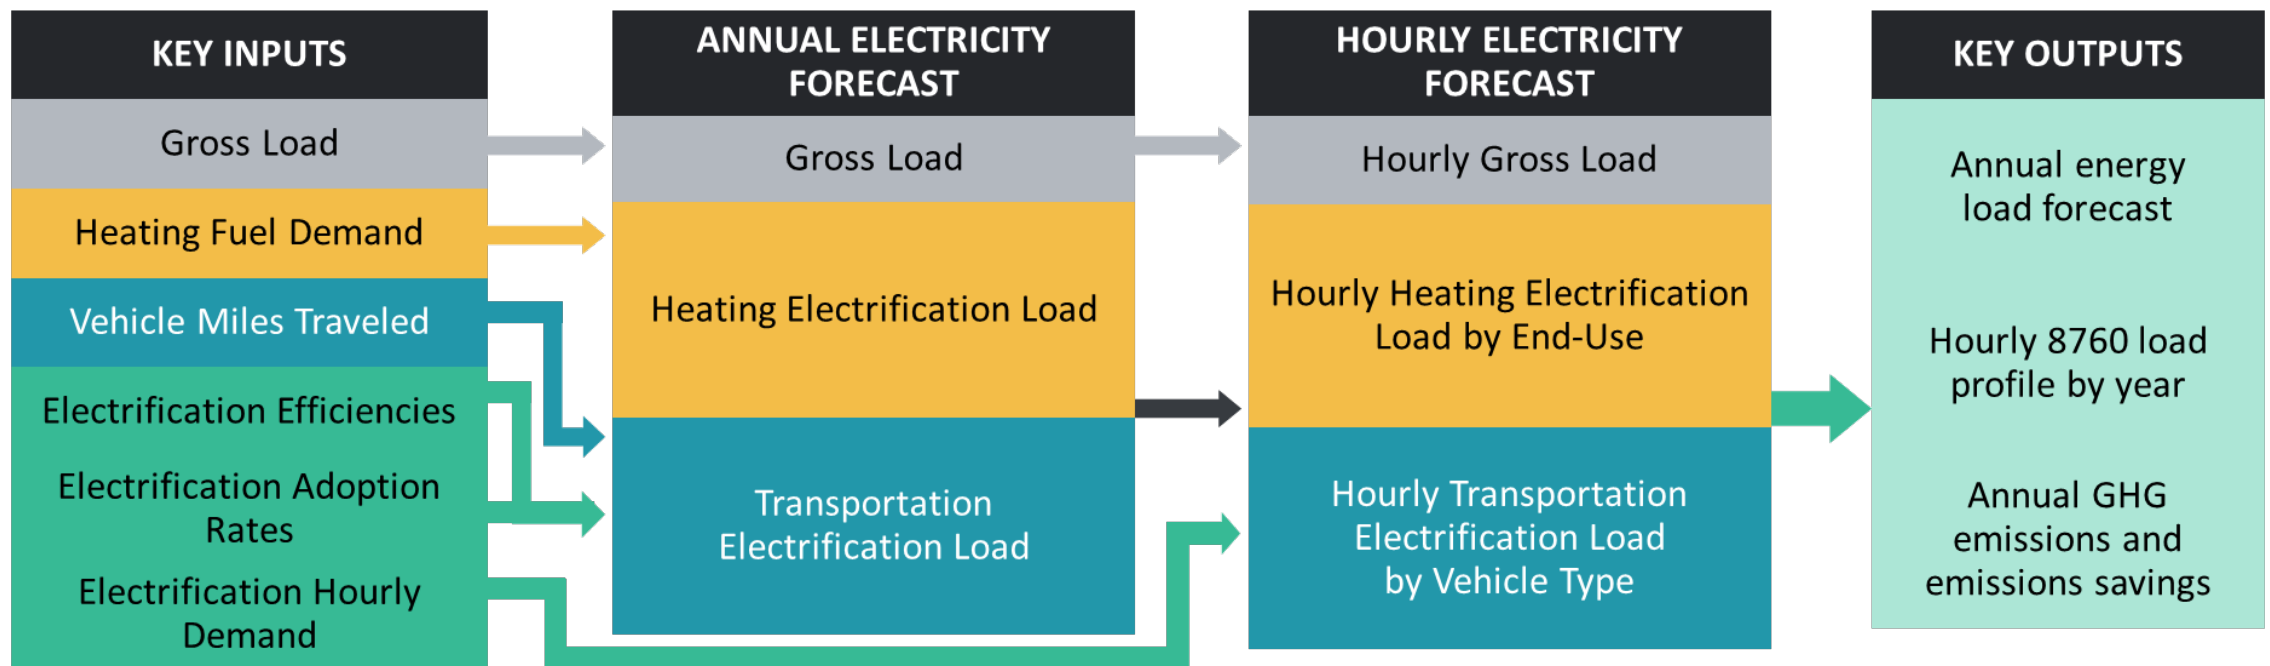 KEY INPUTS
Gross Load
Heating Fuel Demand
Vehicle Miles Traveled
Electrification Efficiencies
Electrification Adoption
Rates
Electrification Hourly
Demand
ANNUAL ELECTRICITY
FORECAST
Gross Load
Heating Electrification Load
Transportation
Electrification Load
HOURLY ELECTRICITY
FORECAST
Hourly Gross Load
Hourly Heating Electrification
Load by End-Use
Hourly Transportation
Electrification Load
by Vehicle Type
KEY OUTPUTS
Annual energy
load forecast
Hourly 8760 load
profile by year
Annual GHG
emissions and
emissions savings